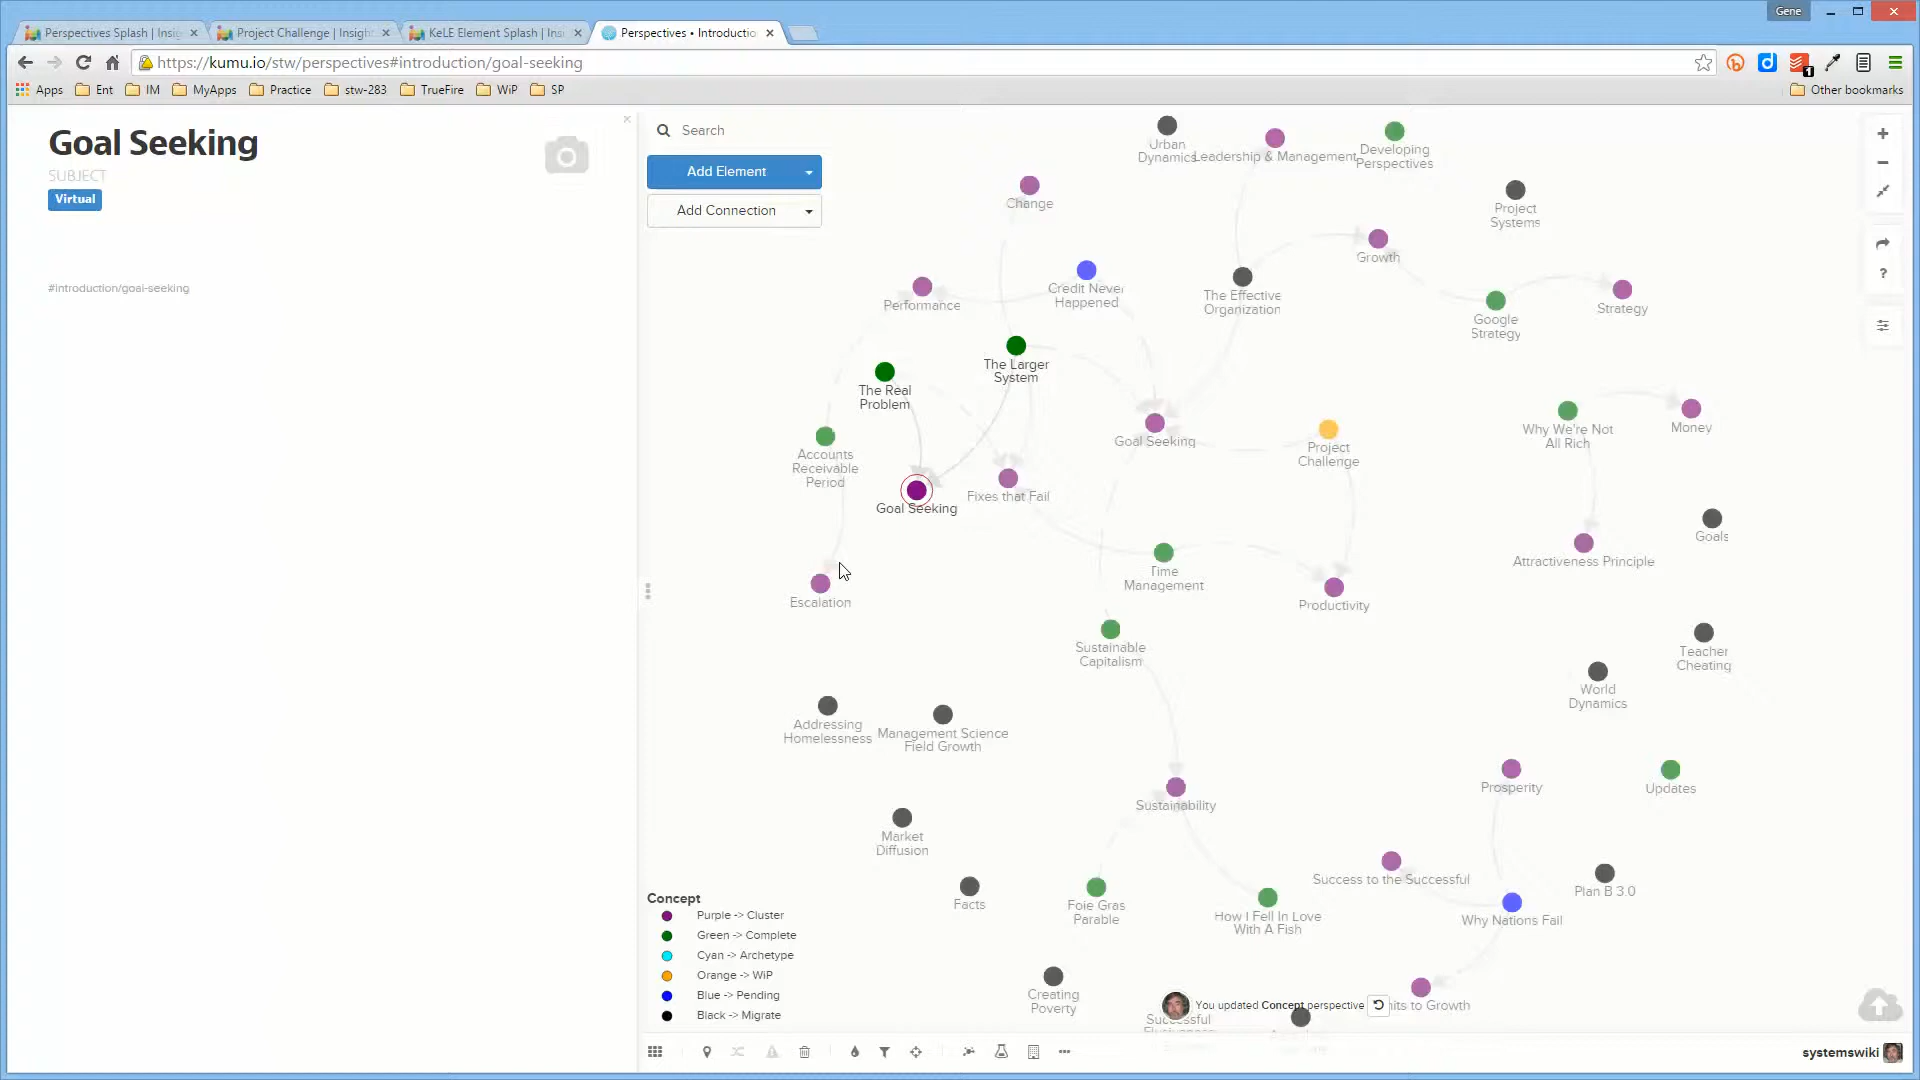 Gene
Perspectives Splash | Insig
Project Challenge | Insight
KeLE Element Splash | Insi
Perspectives • Introductio
https://kumu.io/stw/perspectives#introduction/goal-seeking
1
Apps
Ent
IM
MyApps
Practice
stw-283
TrueFire
WiP
SP
Other bookmarks
Goal Seeking
SUBJECT
Virtual
#introduction/goal-seeking
Search
Add Element
Add Connection
Urban
Dynamics
Leadership & Management
Developing
Perspectives
Change
Project
Systems
Growth
Performance
Credit Never
Happened
The Effective
Organization
Google
Strategy
Strategy
The Larger
System
The Real
Problem
Accounts
Receivable
Period
Goal Seeking
Project
Challenge
Why We're Not
All Rich
Money
Goal Seeking
Fixes that Fail
Goals
Attractiveness Principle
Time
Management
Escalation
Productivity
Sustainable
Capitalism
Teacher
Cheating
World
Dynamics
Addressing
Homelessness
Management Science
Field Growth
Prosperity
Updates
Sustainability
Market
Diffusion
Success to the Successful
Plan B 3.0
Facts
Foie Gras
Parable
How I Fell In Love
With A Fish
Why Nations Fail
Creating
Poverty
You updated Concept perspective
its to Growth
Successful
Concept
Purple -> Cluster
Green -> Complete
Cyan -> Archetype
Orange -> WiP
Blue -> Pending
Black -> Migrate
systemswiki